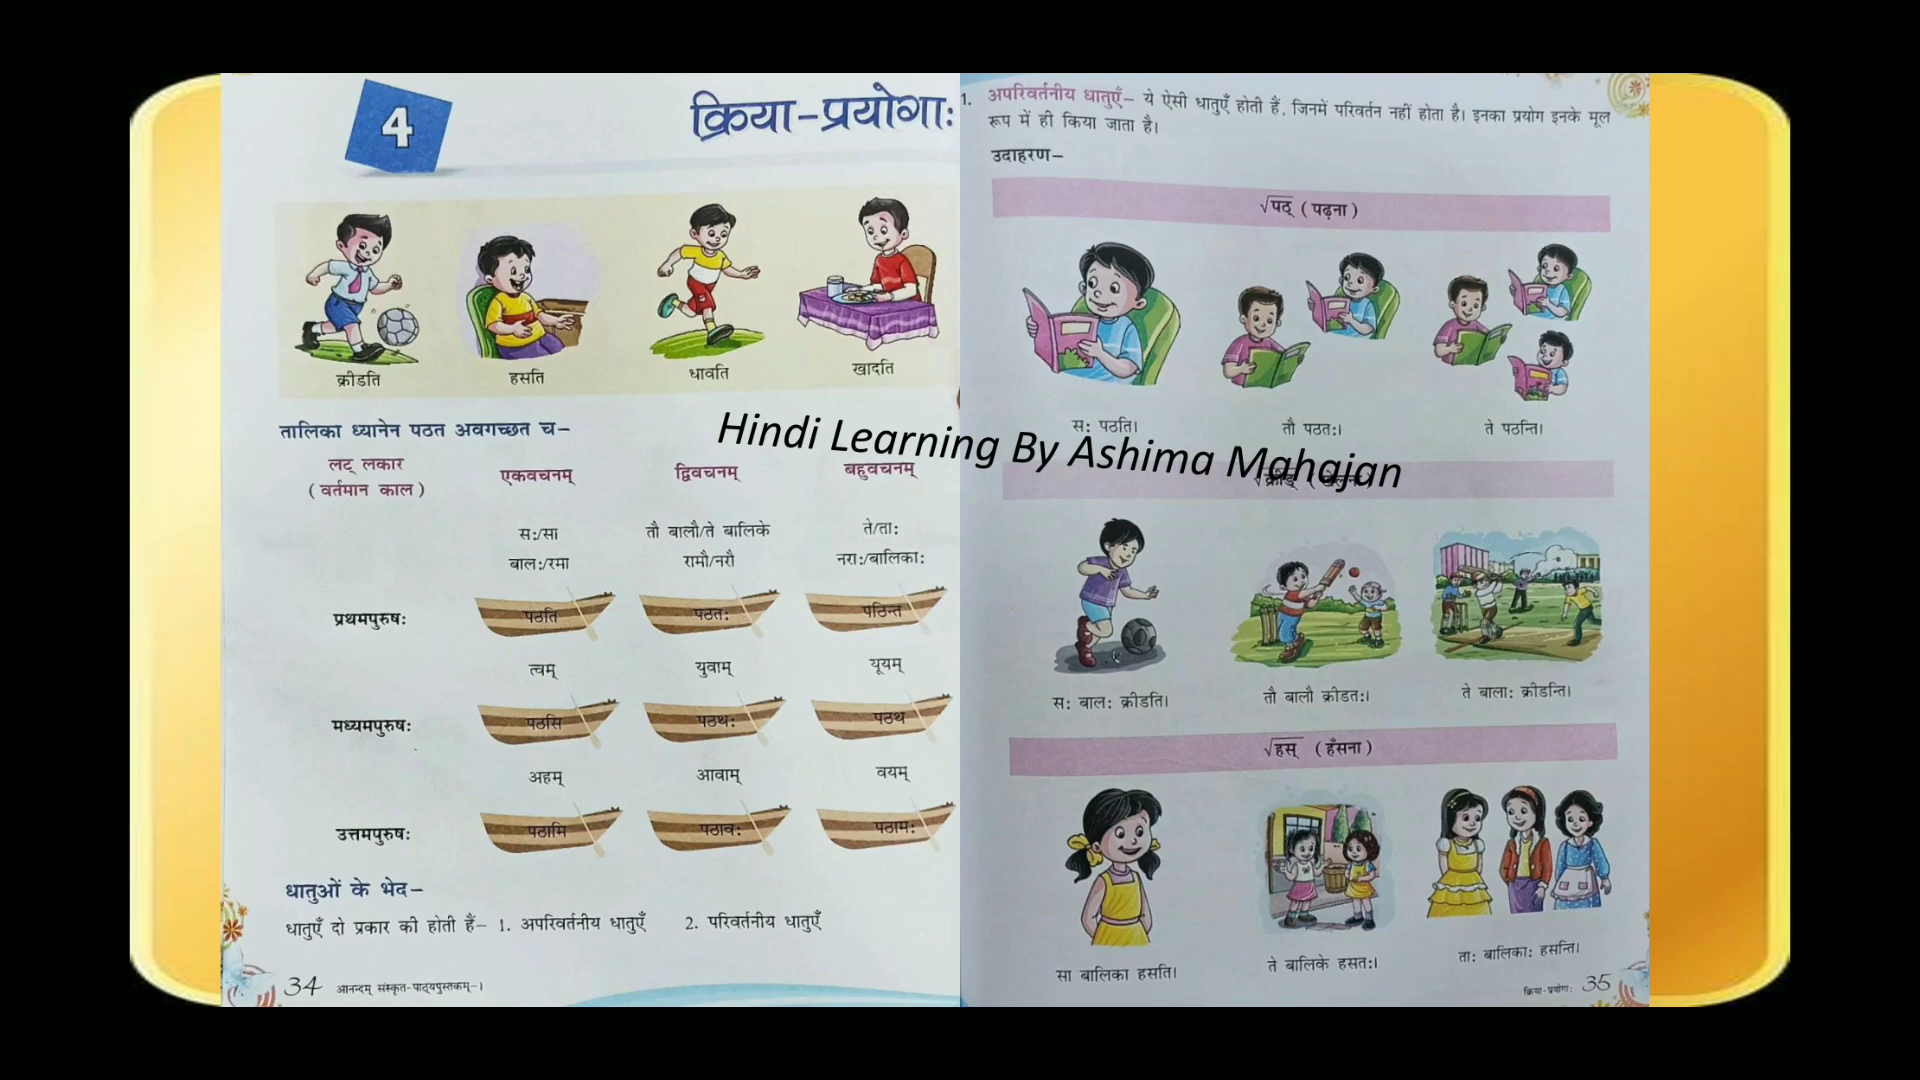 4
क्रिया-प्रयोगाः
क्रीडति
हसति
धावति
खादति
तालिका ध्यानेन पठत अवगच्छत च–
लट् लकार
(वर्तमान काल)
एकवचनम्
द्विवचनम्
बहुवचनम्
सः/सा
तौ बालौ/ते बालिके
ते/ताः
बालः/रमा
रामौ/नरौ
नराः/बालिकाः
प्रथमपुरुषः
पठति
पठतः
पठिन्त
त्वम्
युवाम्
यूयम्
मध्यमपुरुषः
पठसि
पठथः
पठथ
अहम्
आवाम्
वयम्
उत्तमपुरुषः
पठामि
पठावः
पठामः
धातुओं के भेद–
धातुएँ दो प्रकार की होती हैं– 1. अपरिवर्तनीय धातुएँ 2. परिवर्तनीय धातुएँ
34 आनन्दम् संस्कृत-पाठ्यपुस्तकम्-I
1. अपरिवर्तनीय धातुएँ– ये ऐसी धातुएँ होती हैं, जिनमें परिवर्तन नहीं होता है। इनका प्रयोग इनके मूल
रूप में ही किया जाता है।
उदाहरण–
√पठ् (पढ़ना)
सः पठति।
तौ पठतः।
ते पठन्ति।
Hindi Learning By Ashima Mahajan
√क्रीड् (खेलना)
सः बालः क्रीडति।
तौ बालौ क्रीडतः।
ते बालाः क्रीडन्ति।
√हस् (हँसना)
सा बालिका हसति।
ते बालिके हसतः।
ताः बालिकाः हसन्ति।
क्रिया-प्रयोगाः 35